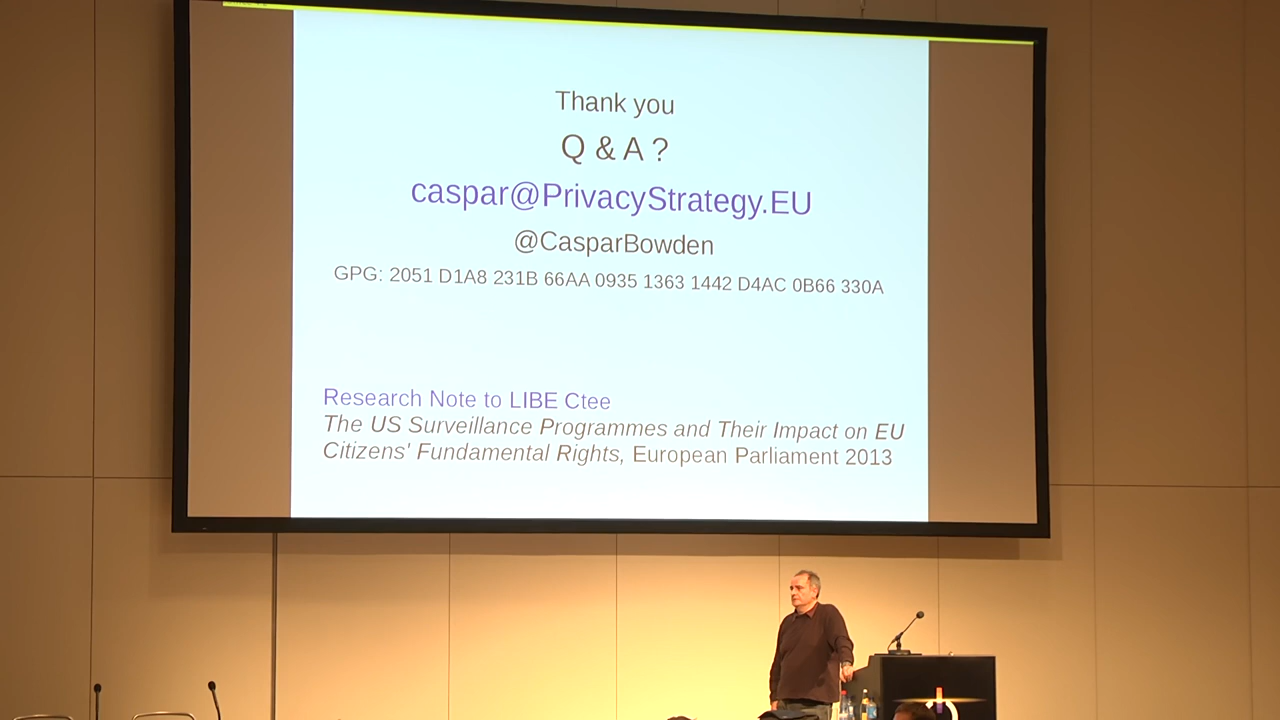 Thank you
Q & A ?
caspar@PrivacyStrategy.EU
@CasparBowden
GPG: 2051 D1A8 231B 66AA 0935 1363 1442 D4AC 0B66 330A
Research Note to LIBE Ctee
The US Surveillance Programmes and Their Impact on EU
Citizens' Fundamental Rights, European Parliament 2013